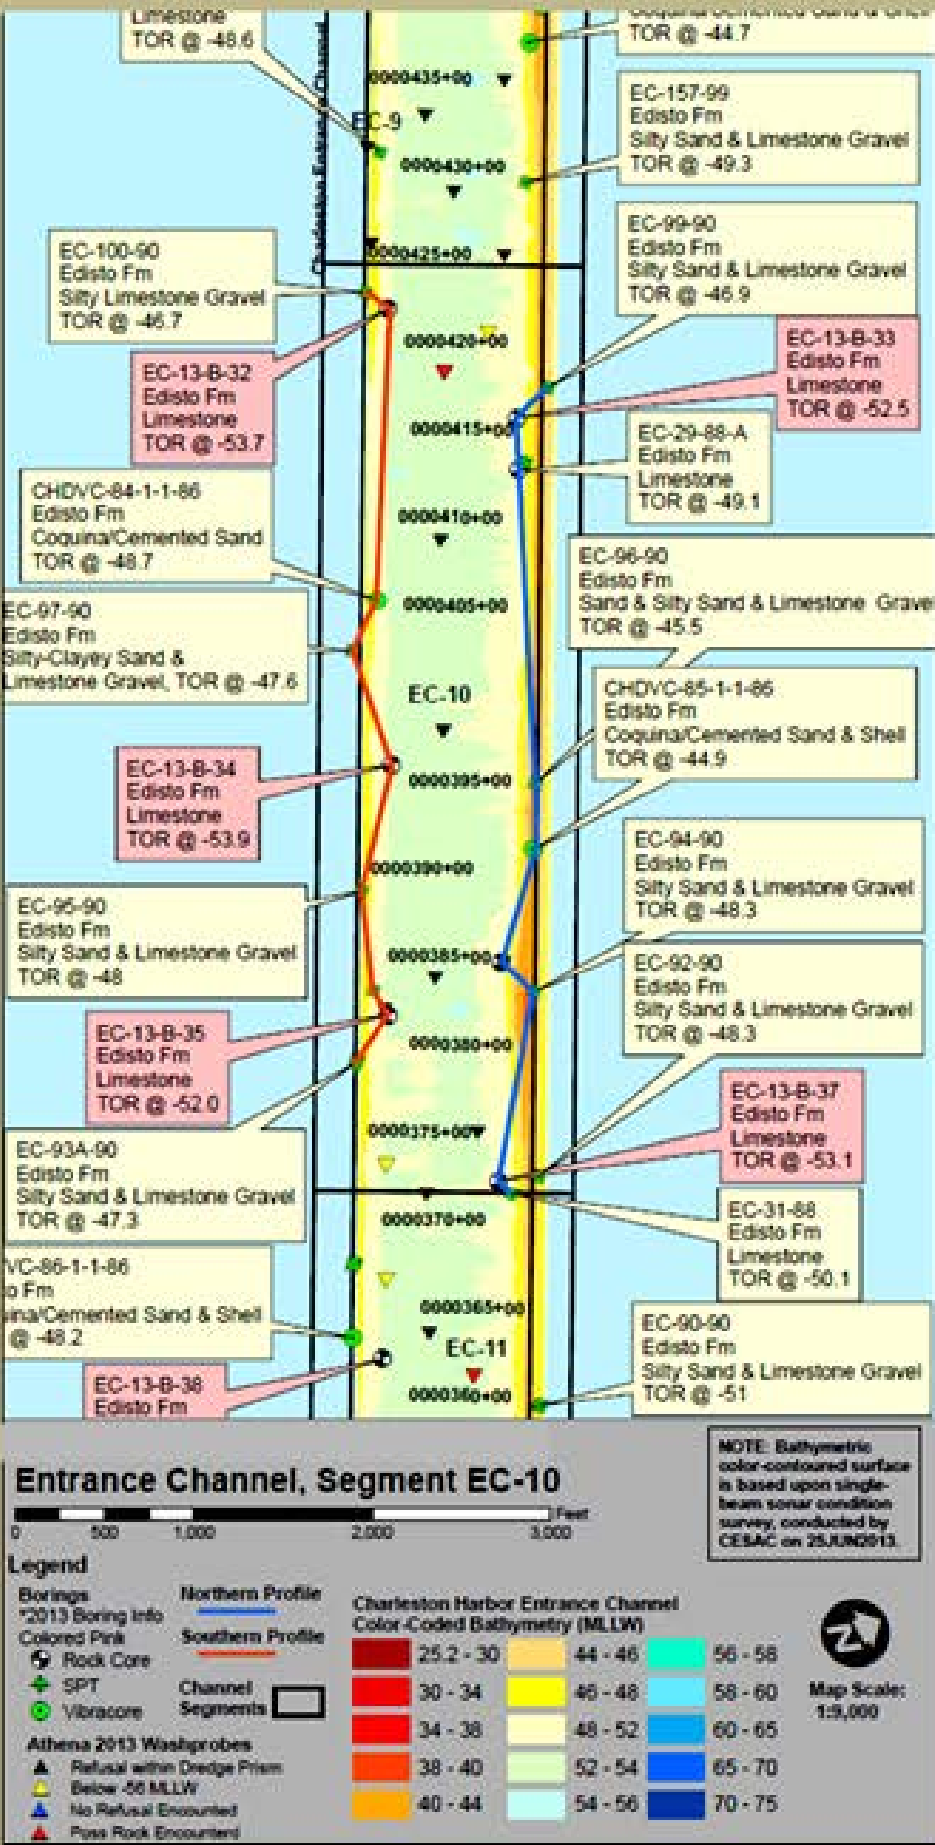 Limestone
TOR @ -48.6
TOR @ -44.7
Charleston Entrance Channel
0000435+00
EC-9
0000430+00
0000425+00
EC-157-99
Edisto Fm
Silty Sand & Limestone Gravel
TOR @ -49.3
EC-99-90
Edisto Fm
Silty Sand & Limestone Gravel
TOR @ -46.9
EC-100-90
Edisto Fm
Silty Limestone Gravel
TOR @ -46.7
0000420+00
EC-13-B-33
Edisto Fm
Limestone
TOR @ -52.5
EC-13-B-32
Edisto Fm
Limestone
TOR @ -53.7
0000415+00
EC-29-88-A
Edisto Fm
Limestone
TOR @ -49.1
CHDVC-84-1-1-86
Edisto Fm
Coquina/Cemented Sand
TOR @ -48.7
0000410+00
EC-96-90
Edisto Fm
Sand & Silty Sand & Limestone Gravel
TOR @ -45.5
0000405+00
EC-97-90
Edisto Fm
Silty-Clayey Sand &
Limestone Gravel, TOR @ -47.6
EC-10
CHDVC-85-1-1-86
Edisto Fm
Coquina/Cemented Sand & Shell
TOR @ -44.9
EC-13-B-34
Edisto Fm
Limestone
TOR @ -53.9
0000395+00
EC-94-90
Edisto Fm
Silty Sand & Limestone Gravel
TOR @ -48.3
0000390+00
EC-95-90
Edisto Fm
Silty Sand & Limestone Gravel
TOR @ -48
0000385+00
EC-92-90
Edisto Fm
Silty Sand & Limestone Gravel
TOR @ -48.3
EC-13-B-35
Edisto Fm
Limestone
TOR @ -52.0
0000380+00
EC-13-B-37
Edisto Fm
Limestone
TOR @ -53.1
EC-93A-90
Edisto Fm
Silty Sand & Limestone Gravel
TOR @ -47.3
0000375+00
0000370+00
EC-31-88
Edisto Fm
Limestone
TOR @ -50.1
VC-86-1-1-86
o Fm
uina/Cemented Sand & Shell
@ -48.2
0000365+00
EC-11
0000360+00
EC-90-90
Edisto Fm
Silty Sand & Limestone Gravel
TOR @ -51
EC-13-B-38
Edisto Fm
Entrance Channel, Segment EC-10
0 500 1,000 2,000 3,000 Feet
NOTE: Bathymetric
color-contoured surface
is based upon single-
beam sonar condition
survey, conducted by
CESAC on 25JUN2013.
Legend
Borings
*2013 Boring Info
Colored Pink
Rock Core
SPT
Vibracore
Northern Profile
Southern Profile
Channel
Segments
Athena 2013 Washprobes
Refusal within Dredge Prism
Below -56 MLLW
No Refusal Encounted
Poss Rock Encounterd
Charleston Harbor Entrance Channel
Color-Coded Bathymetry (MLLW)
25.2 - 30
30 - 34
34 - 38
38 - 40
40 - 44
44 - 46
46 - 48
48 - 52
52 - 54
54 - 56
56 - 58
58 - 60
60 - 65
65 - 70
70 - 75
Map Scale:
1:9,000